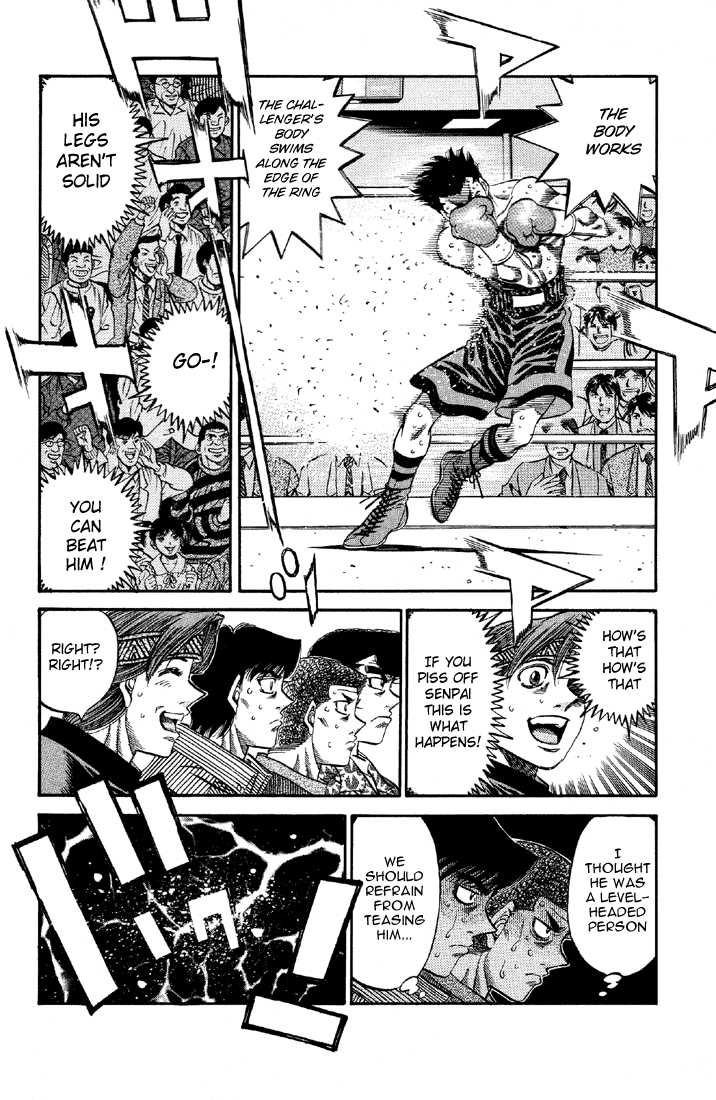 THE
BODY
WORKS
THE CHAL-
LENGER'S
BODY
SWIMS
ALONG THE
EDGE OF
THE RING
HIS
LEGS
AREN'T
SOLID
GO-!
YOU
CAN
BEAT
HIM !
HOW'S
THAT
HOW'S
THAT
IF YOU
PISS OFF
SENPAI
THIS IS
WHAT
HAPPENS!
RIGHT?
RIGHT!?
I
THOUGHT
HE WAS
A LEVEL-
HEADED
PERSON
WE
SHOULD
REFRAIN
FROM
TEASING
HIM...